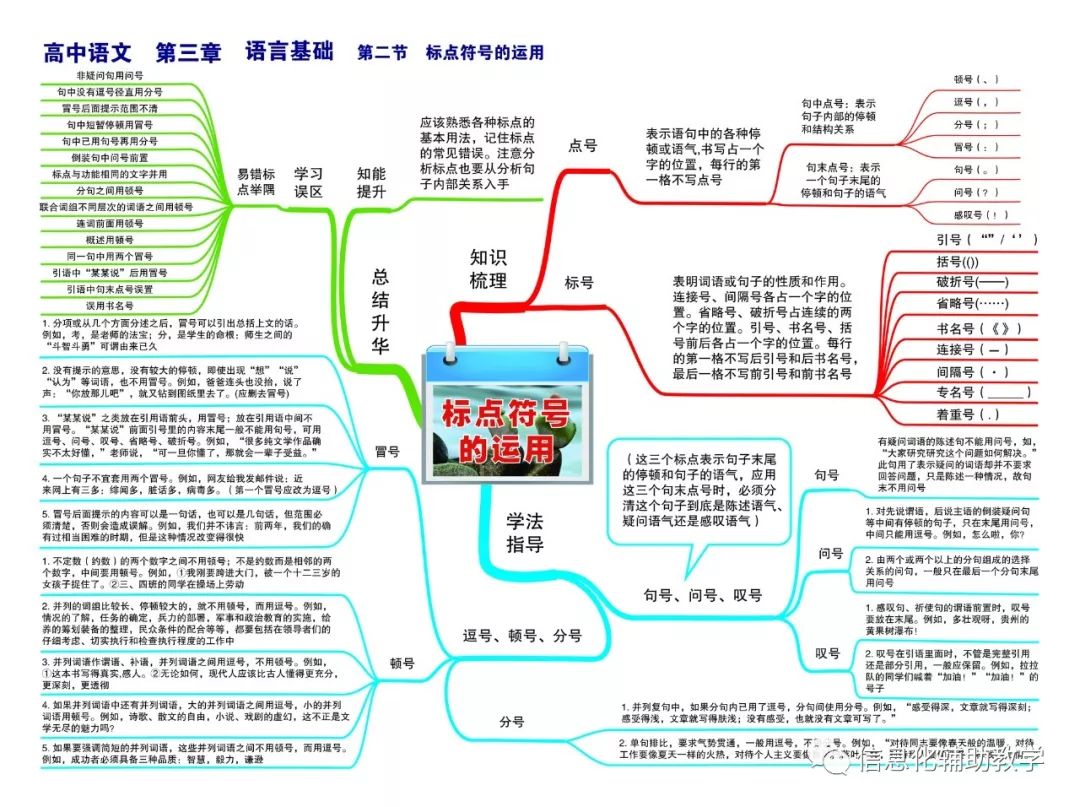 高中语文 第三章 语言基础 第二节 标点符号的运用
非疑问句用问号
句中没有逗号径直用分号
冒号后面提示范围不清
句中短暂停顿用冒号
句中已用句号再用分号
倒装句中问号前置
标点与功能相同的文字并用
分句之间用顿号
联合词组不同层次的词语之间用顿号
连词前面用顿号
概述用顿号
同一句中用两个冒号
引语中“某某说”后用冒号
引语中句末点号误置
误用书名号
易错标
点举隅
学习
误区
知能
提升
应该熟悉各种标点的
基本用法，记住标点
的常见错误。注意分
析标点也要从分析句
子内部关系入手
总
结
升
华
知识
梳理
点号
表示语句中的各种停
顿或语气,书写占一个
字的位置，每行的第
一格不写点号
句中点号：表示
句子内部的停顿
和结构关系
顿号（、）
逗号（，）
分号（；）
冒号（：）
句末点号：表示
一个句子末尾的
停顿和句子的语气
句号（。）
问号（？）
感叹号（！）
标号
表明词语或句子的性质和作用。
连接号、间隔号各占一个字的位
置。省略号、破折号占连续的两
个字的位置。引号、书名号、括
号前后各占一个字的位置。每行
的第一格不写后引号和后书名号，
最后一格不写前引号和前书名号
引号（ “”/ ‘’ ）
括号(())
破折号(——)
省略号(……)
书名号（《 》）
连接号（ — ）
间隔号（ · ）
专名号（______）
着重号（ . ）
标点符号
的运用
1. 分项或从几个方面分述之后，冒号可以引出总括上文的话。
例如，考，是老师的法宝；分，是学生的命根：师生之间的
“斗智斗勇”可谓由来已久
2. 没有提示的意思，没有较大的停顿，即使出现“想”“说”
“认为”等词语，也不用冒号。例如，爸爸连头也没抬，说了
声：“你放那儿吧”，就又钻到图纸里去了。(应删去冒号)
3. “某某说”之类放在引用语前头，用冒号；放在引用语中间不
用冒号。“某某说”前面引号里的内容末尾一般不能用句号，可用
逗号、问号、叹号、省略号、破折号。例如，“很多纯文学作品确
实不太好懂，”老师说，“可一旦你懂了，那就会一辈子受益。”
4. 一个句子不宜套用两个冒号。例如，网友给我发邮件说：近
来网上有三多：绯闻多，脏话多，病毒多。（第一个冒号应改为逗号）
5. 冒号后面提示的内容可以是一句话，也可以是几句话，但范围必
须清楚，否则会造成误解。例如，我们并不讳言：前两年，我们的确
有过相当困难的时期，但是这种情况改变得很快
冒号
1. 不定数（约数）的两个数字之间不用顿号；不是约数而是相邻的两
个数字，中间要用顿号。例如，①我刚要跨进大门，被一个十二三岁的
女孩子捉住了。②三、四班的同学在操场上劳动
2. 并列的词组比较长、停顿较大的，就不用顿号，而用逗号。例如，
情况的了解，任务的确定，兵力的部署，军事和政治教育的实施，给
养的筹划装备的整理，民众条件的配合等等，都要包括在领导者们的
仔细考虑、切实执行和检查执行程度的工作中
3. 并列词语作谓语、补语，并列词语之间用逗号，不用顿号。例如，
①这本书写得真实,感人。②无论如何，现代人应该比古人懂得更充分，
更深刻，更透彻
4. 如果并列词语中还有并列词语，大的并列词语之间用逗号，小的并列
词语用顿号。例如，诗歌、散文的自由，小说、戏剧的虚幻，这不正是文
学无尽的魅力吗?
5. 如果要强调简短的并列词语，这些并列词语之间不用顿号，而用逗号。
例如，成功者必须具备三种品质：智慧，毅力，谦逊
顿号
逗号、顿号、分号
学法
指导
（这三个标点表示句子末尾
的停顿和句子的语气，应用
这三个句末点号时，必须分
清这个句子到底是陈述语气、
疑问语气还是感叹语气）
句号、问号、叹号
句号
有疑问词语的陈述句不能用问号，如，
“大家研究研究这个问题如何解决。”
此句用了表示疑问的词语却并不要求
回答问题，只是陈述一种情况，故句
末不用问号
问号
1. 对先说谓语，后说主语的倒装疑问句
等中间有停顿的句子，只在末尾用问号，
中间只能用逗号。例如，怎么啦，你?
2. 由两个或两个以上的分句组成的选择
关系的问句，一般只在最后一个分句末尾
用问号
叹号
1. 感叹句、祈使句的谓语前置时，叹号
要放在末尾。例如，多壮观呀，贵州的
黄果树瀑布!
2. 叹号在引语里面时，不管是完整引用
还是部分引用，一般应保留。例如，拉拉
队的同学们喊着“加油！”“加油！”的
号子
分号
1. 并列复句中，如果分句内已用了逗号，分句间使用分号。例如，“感受得深，文章就写得深刻；
感受得浅，文章就写得肤浅；没有感受，也就没有文章可写了。”
2. 单句排比，要求气势贯通，一般用逗号，不 号。例如，“对待同志要像春天般的温暖，对待
工作要像夏天一样的火热，对待个人主义要像
信息化辅助教学